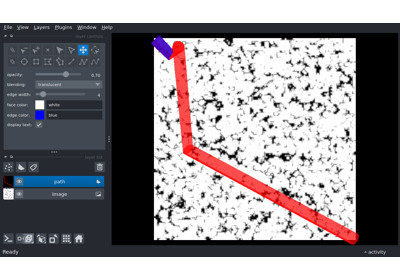 File View Layers Plugins Window Help
opacity: 0.70
blending: translucent
edge width:
face color: white
edge color: blue
display text:
path
Image
Ready
activity